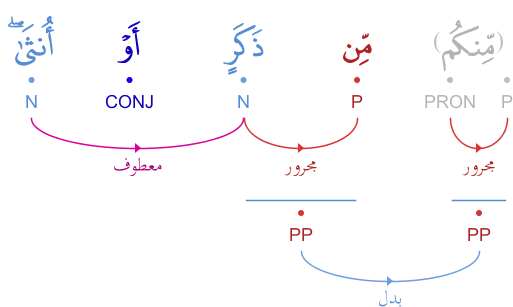 (مِّنكُم) مِّن ذَكَرٍ أَوْ أُنثَىٰ ۖ
P PRON P N CONJ N
مجرور مجرور معطوف
PP PP
بدل